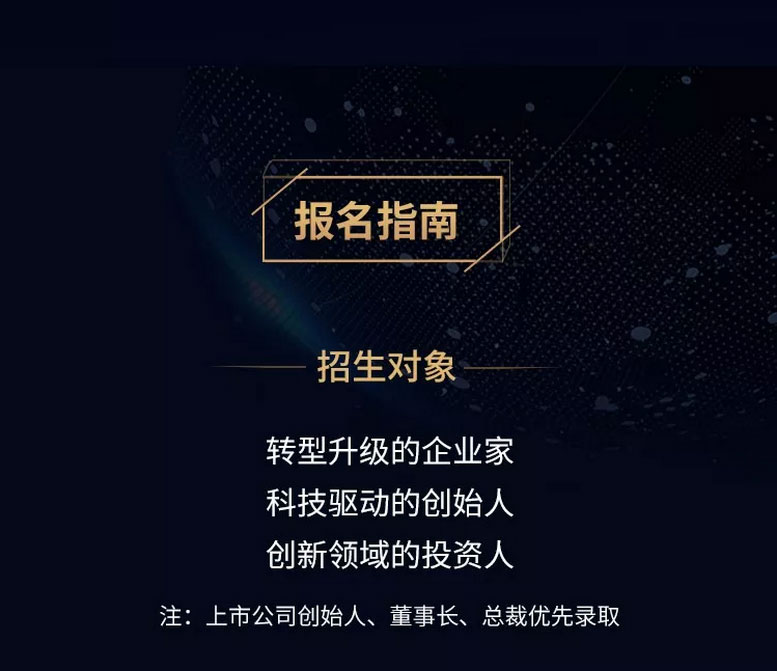 报名指南
招生对象
转型升级的企业家
科技驱动的创始人
创新领域的投资人
注：上市公司创始人、董事长、总裁优先录取